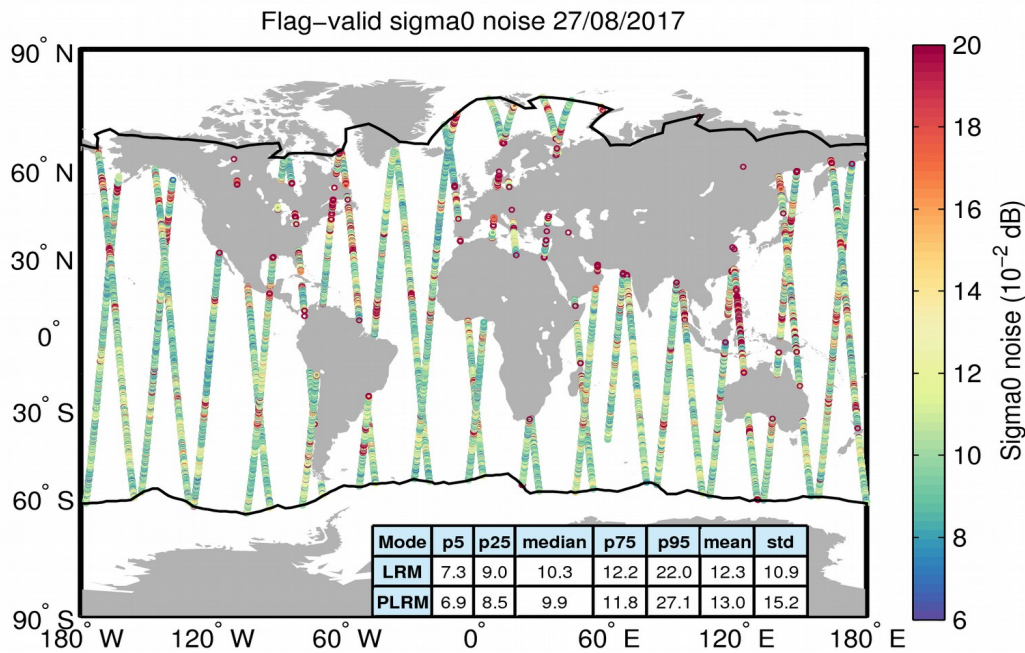 Flag−valid sigma0 noise 27/08/2017
90° N
60° N
30° N
0°
30° S
60° S
90° S
180° W
120° W
60° W
0°
60° E
120° E
180° E
Mode p5 p25 median p75 p95 mean std
LRM 7.3 9.0 10.3 12.2 22.0 12.3 10.9
PLRM 6.9 8.5 9.9 11.8 27.1 13.0 15.2
20
18
16
14
12
10
8
6
Sigma0 noise (10⁻² dB)